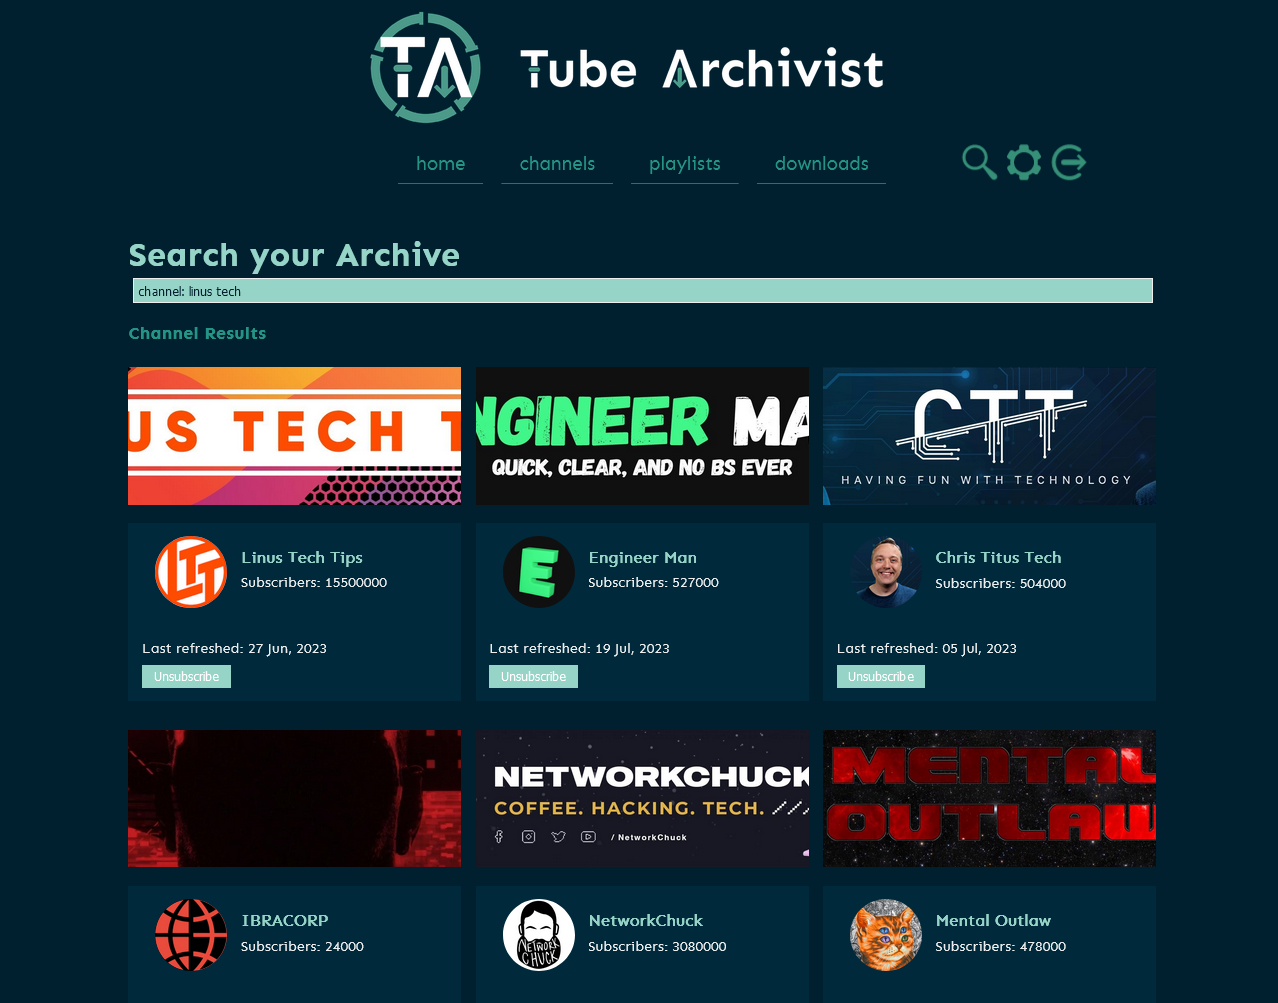 TA Tube Archivist
home channels playlists downloads
Search your Archive
channel: linus tech
Channel Results
US TECH T
NGINEER MA
QUICK, CLEAR, AND NO BS EVER
CTT
HAVING FUN WITH TECHNOLOGY
LTT
Linus Tech Tips
Subscribers: 15500000
Last refreshed: 27 Jun, 2023
Unsubscribe
E
Engineer Man
Subscribers: 527000
Last refreshed: 19 Jul, 2023
Unsubscribe
Chris Titus Tech
Subscribers: 504000
Last refreshed: 05 Jul, 2023
Unsubscribe
NETWORKCHUCK
COFFEE. HACKING. TECH.
/ NetworkChuck
MENTAL
OUTLAW
IBRACORP
Subscribers: 24000
NETWORK
CHUCK
NetworkChuck
Subscribers: 3080000
Mental Outlaw
Subscribers: 478000